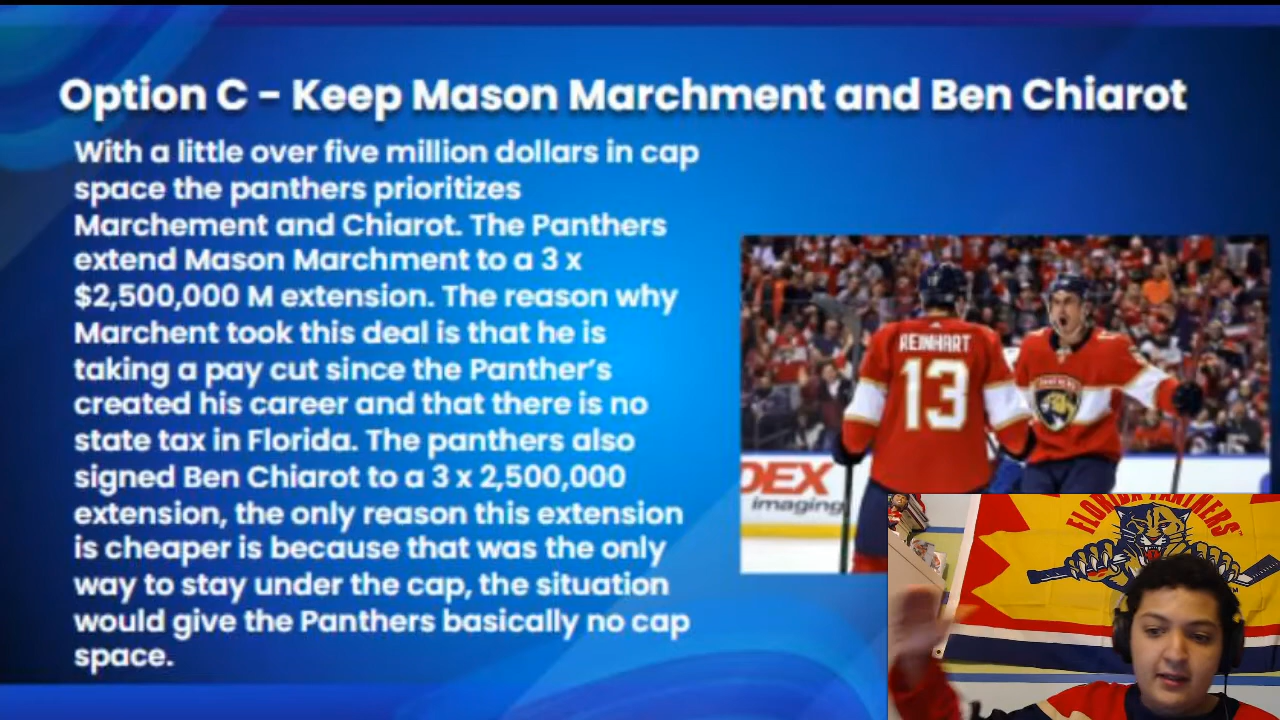 Option C - Keep Mason Marchment and Ben Chiarot
With a little over five million dollars in cap
space the panthers prioritizes
Marchement and Chiarot. The Panthers
extend Mason Marchment to a 3 x
$2,500,000 M extension. The reason why
Marchent took this deal is that he is
taking a pay cut since the Panther's
created his career and that there is no
state tax in Florida. The panthers also
signed Ben Chiarot to a 3 x 2,500,000
extension, the only reason this extension
is cheaper is because that was the only
way to stay under the cap, the situation
would give the Panthers basically no cap
space.
REINHART
13
PANTHERS
DEX
imaging
FLORIDA PANTHERS